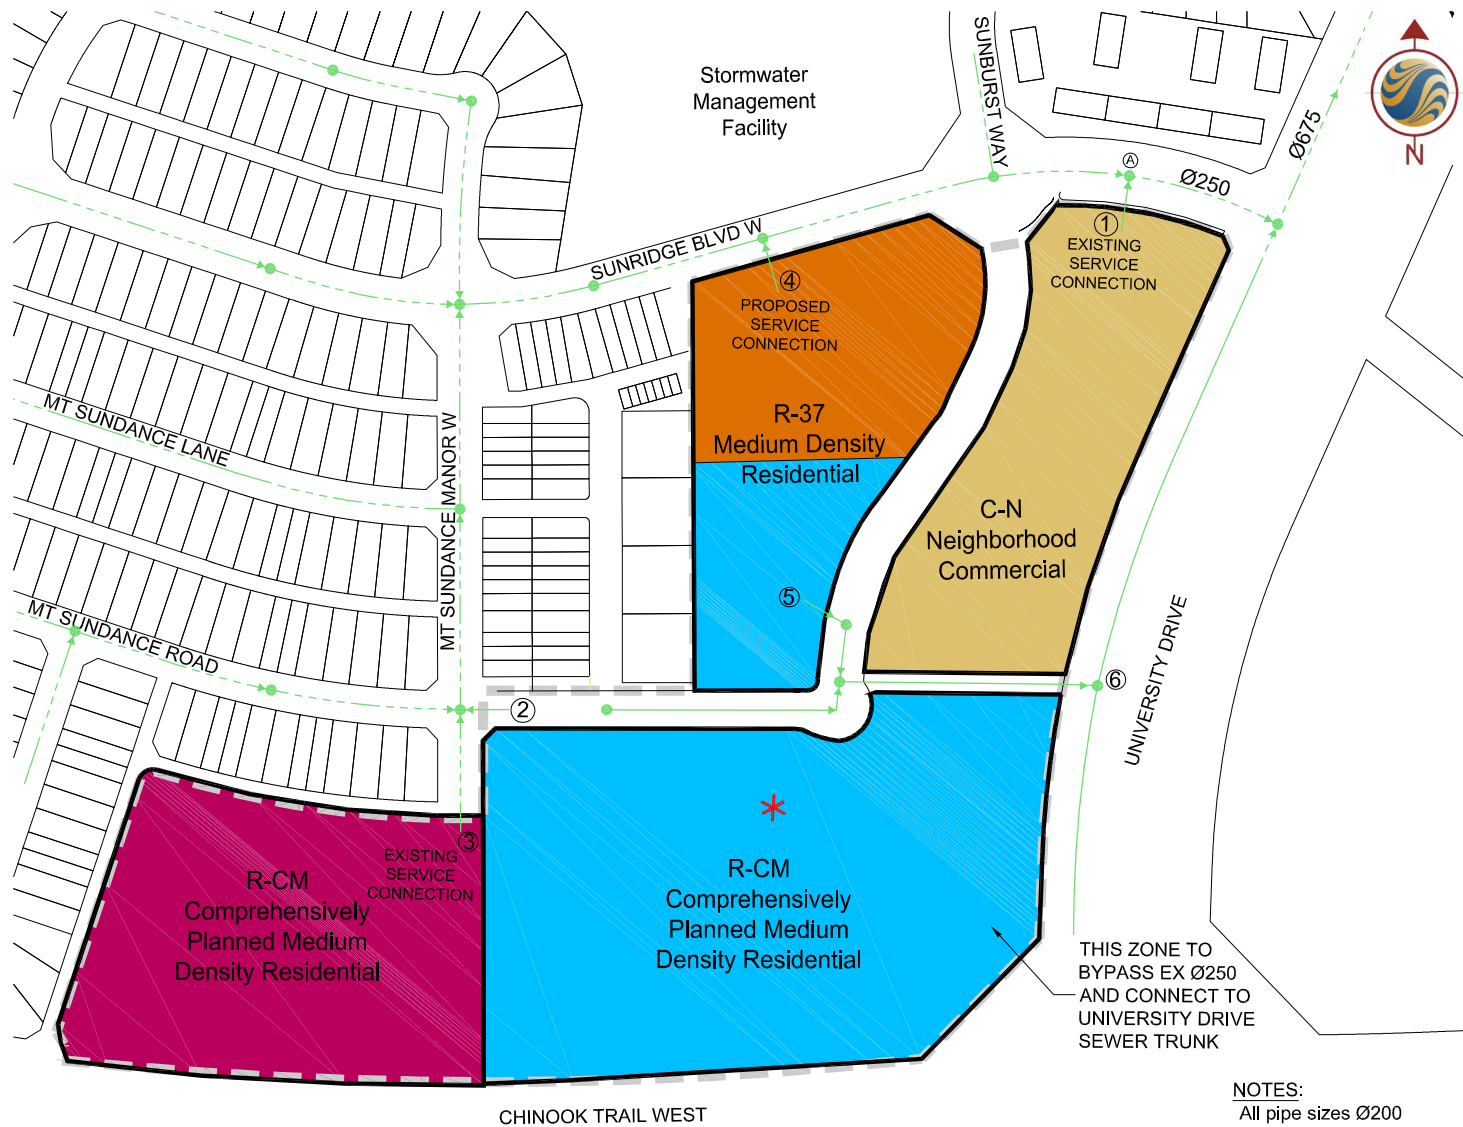 Stormwater
Management
Facility
SUNBURST WAY
Ⓐ
Ø250
Ø675
N
SUNRIDGE BLVD W
①
EXISTING
SERVICE
CONNECTION
④
PROPOSED
SERVICE
CONNECTION
R-37
Medium Density
Residential
MT SUNDANCE LANE
MT SUNDANCE MANOR W
C-N
Neighborhood
Commercial
⑤
MT SUNDANCE ROAD
UNIVERSITY DRIVE
⑥
②
③
EXISTING
SERVICE
CONNECTION
R-CM
Comprehensively
Planned Medium
Density Residential
R-CM
Comprehensively
Planned Medium
Density Residential
THIS ZONE TO
BYPASS EX Ø250
AND CONNECT TO
UNIVERSITY DRIVE
SEWER TRUNK
CHINOOK TRAIL WEST
NOTES:
All pipe sizes Ø200